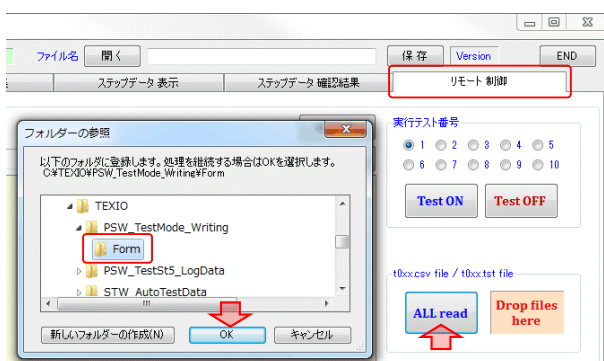 ファイル名 開く 保存 Version END
ステップデータ 表示 ステップデータ 確認結果 リモート 制御
フォルダーの参照
以下のフォルダに登録します。処理を継続する場合はOKを選択します。
C:¥TEXIO¥PSW_TestMode_Writing¥Form
TEXIO
PSW_TestMode_Writing
Form
PSW_TestSt5_LogData
STW AutoTestData
新しいフォルダーの作成(N) OK キャンセル
実行テスト番号
1 2 3 4 5
6 7 8 9 10
Test ON Test OFF
t0xx.csv file / t0xx.tst file
ALL read
Drop files
here